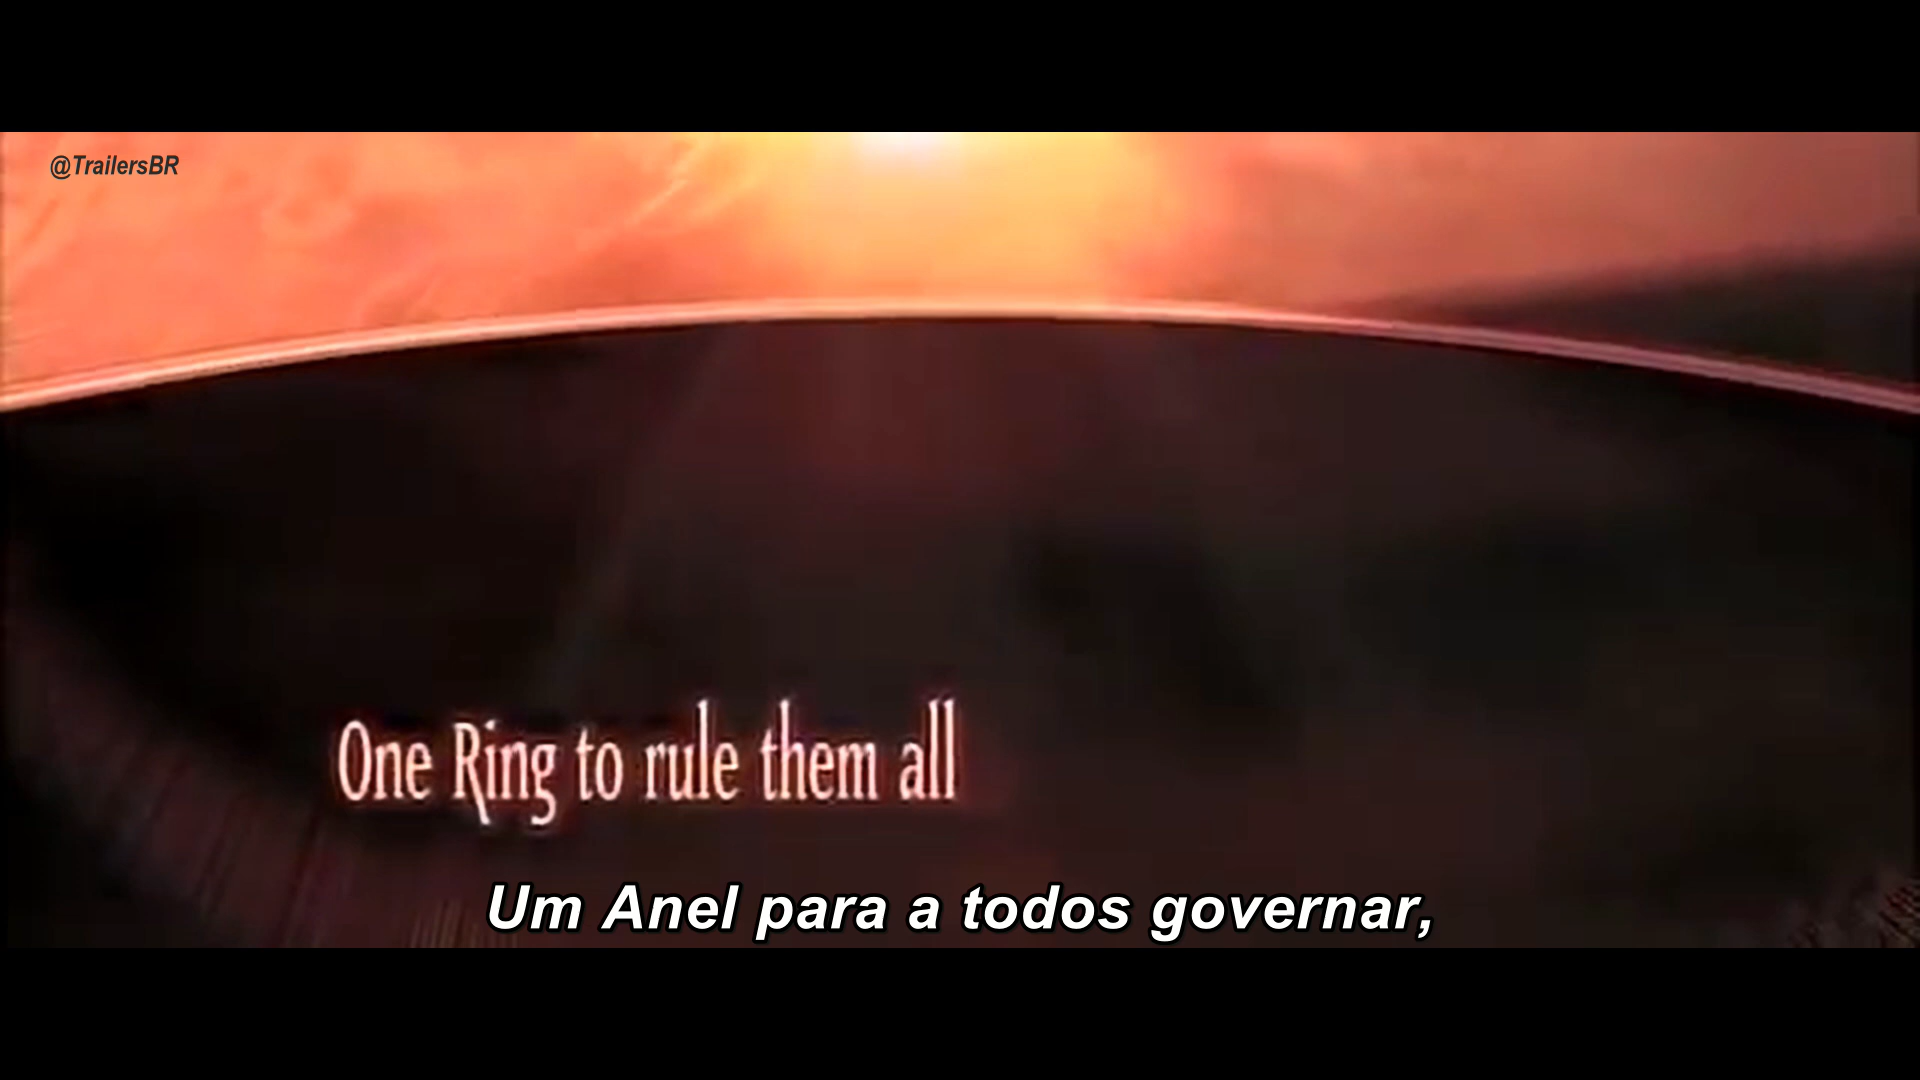 @TrailersBR
One Ring to rule them all
Um Anel para a todos governar,